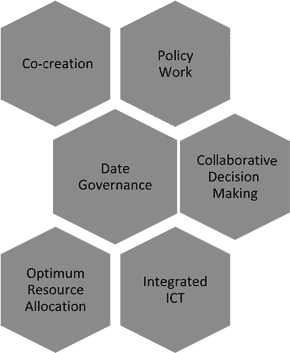 Co-creation
Policy
Work
Date
Governance
Collaborative
Decision
Making
Optimum
Resource
Allocation
Integrated
ICT